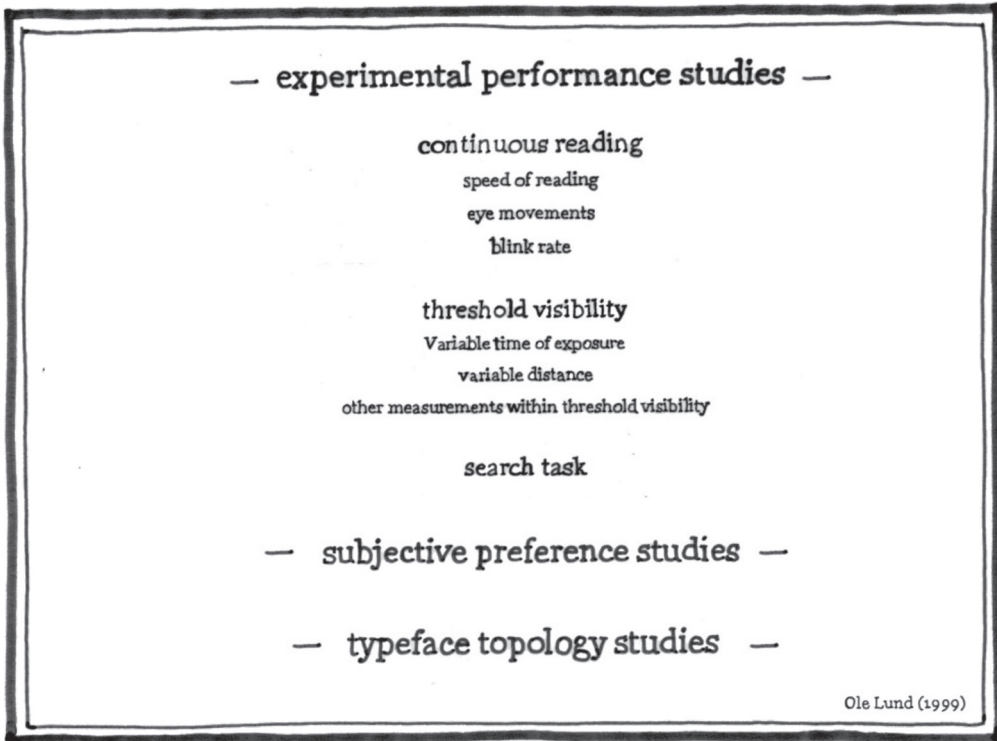 — experimental performance studies —
continuous reading
speed of reading
eye movements
blink rate
threshold visibility
Variable time of exposure
variable distance
other measurements within threshold visibility
search task
— subjective preference studies —
— typeface topology studies —
Ole Lund (1999)